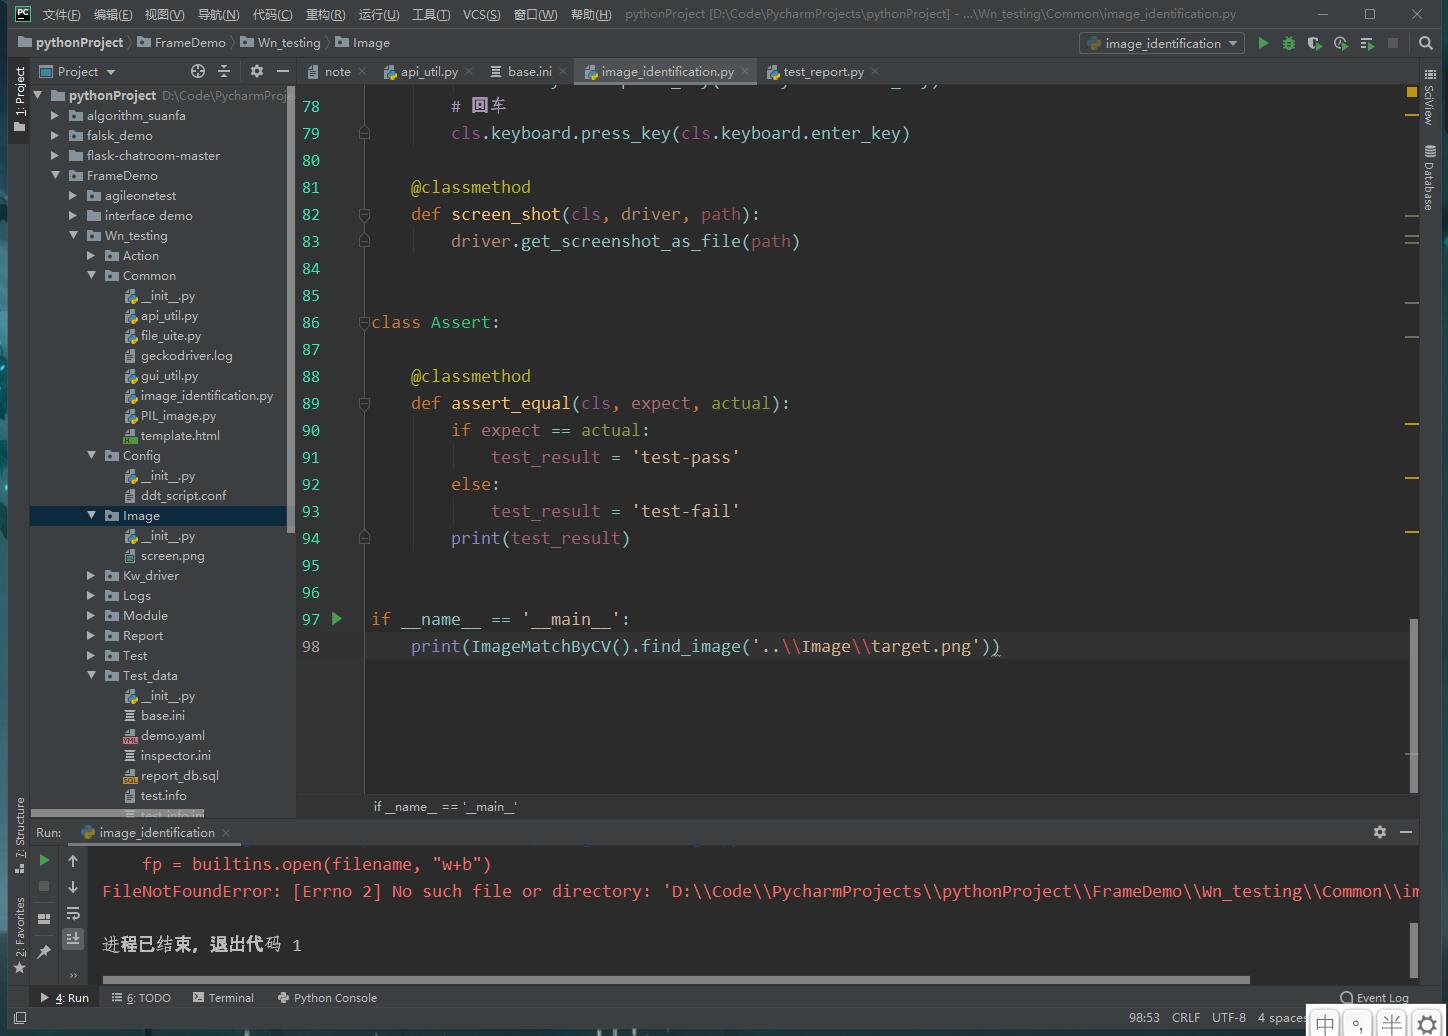 文件(F) 编辑(E) 视图(V) 导航(N) 代码(C) 重构(R) 运行(U) 工具(T) VCS(S) 窗口(W) 帮助(H) pythonProject [D:\Code\PycharmProjects\pythonProject] - ...\Wn_testing\Common\image_identification.py
pythonProject FrameDemo Wn_testing Image image_identification
Project note api_util.py base.ini image_identification.py test_report.py
1: Project
pythonProject D:\Code\PycharmProje
algorithm_suanfa
falsk_demo
flask-chatroom-master
FrameDemo
agileonetest
interface demo
Wn_testing
Action
Common
__init__.py
api_util.py
file_uite.py
geckodriver.log
gui_util.py
image_identification.py
PIL_image.py
template.html
Config
__init__.py
ddt_script.conf
Image
__init__.py
screen.png
Kw_driver
Logs
Module
Report
Test
Test_data
__init__.py
base.ini
demo.yaml
inspector.ini
report_db.sql
test.info
78 # 回车
79 cls.keyboard.press_key(cls.keyboard.enter_key)
80
81 @classmethod
82 def screen_shot(cls, driver, path):
83 driver.get_screenshot_as_file(path)
84
85
86 class Assert:
87
88 @classmethod
89 def assert_equal(cls, expect, actual):
90 if expect == actual:
91 test_result = 'test-pass'
92 else:
93 test_result = 'test-fail'
94 print(test_result)
95
96
97 if __name__ == '__main__':
98 print(ImageMatchByCV().find_image('..\\Image\\target.png'))
if __name__ == '__main__'
SciView
Database
7: Structure
2: Favorites
Run: image_identification
fp = builtins.open(filename, "w+b")
FileNotFoundError: [Errno 2] No such file or directory: 'D:\\Code\\PycharmProjects\\pythonProject\\FrameDemo\\Wn_testing\\Common\\im
进程已结束，退出代码 1
4: Run 6: TODO Terminal Python Console Event Log
98:53 CRLF UTF-8 4 spaces
中 °, 半